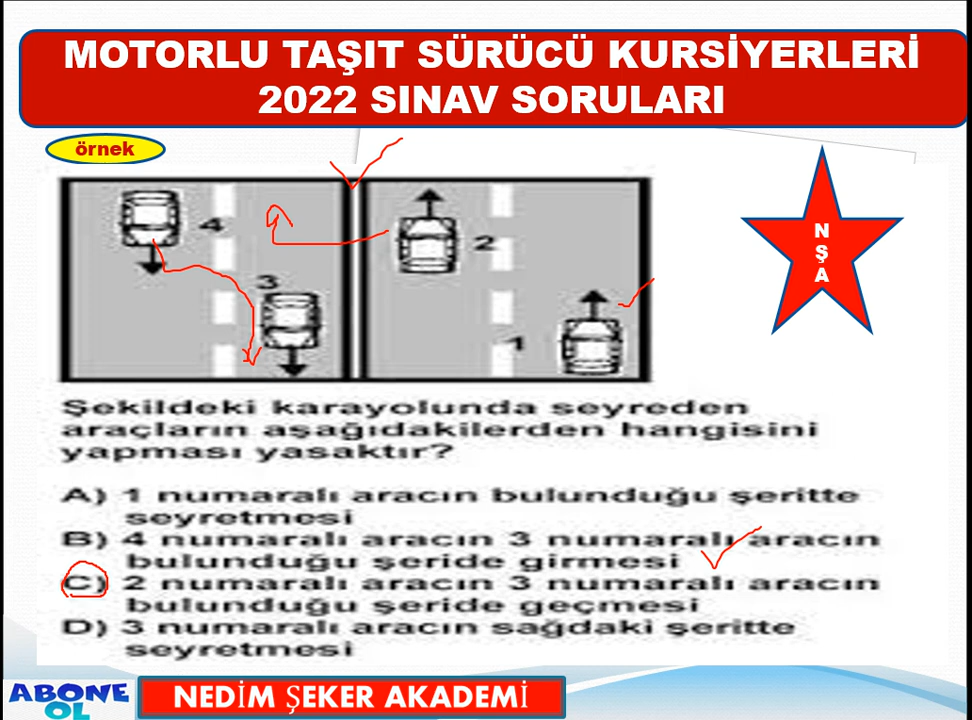 MOTORLU TAŞIT SÜRÜCÜ KURSİYERLERİ
2022 SINAV SORULARI
örnek
4
2
3
1
N
Ş
A
Şekildeki karayolunda seyreden
araçların aşağıdakilerden hangisini
yapması yasaktır?
A) 1 numaralı aracın bulunduğu şeritte
seyretmesi
B) 4 numaralı aracın 3 numaralı aracın
bulunduğu şeride girmesi
C) 2 numaralı aracın 3 numaralı aracın
bulunduğu şeride geçmesi
D) 3 numaralı aracın sağdaki şeritte
seyretmesi
ABONE
OL
NEDİM ŞEKER AKADEMİ